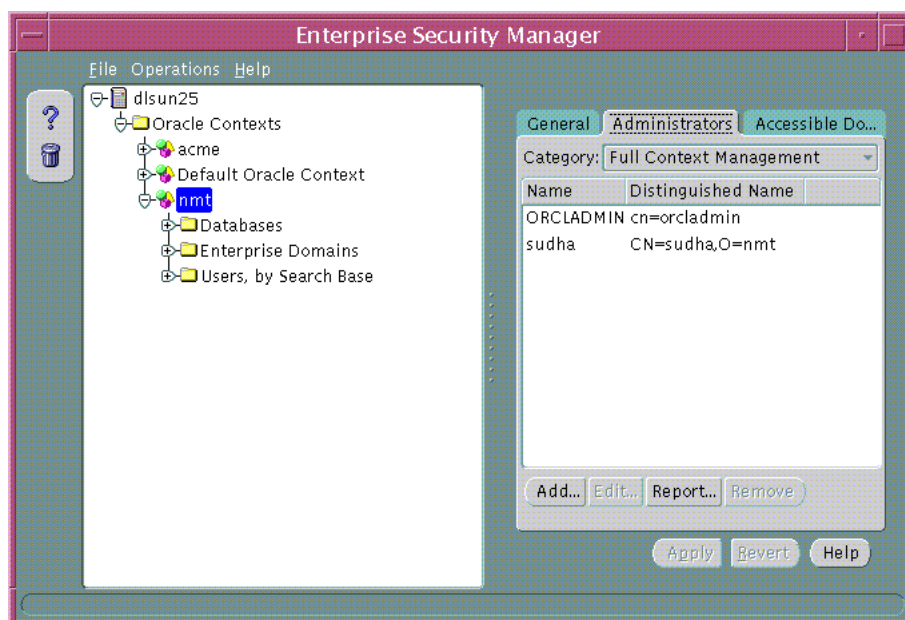 Enterprise Security Manager
File Operations Help
dlsun25
Oracle Contexts
acme
Default Oracle Context
nmt
Databases
Enterprise Domains
Users, by Search Base
General Administrators Accessible Do...
Category: Full Context Management
Name Distinguished Name
ORCLADMIN cn=orcladmin
sudha CN=sudha,O=nmt
Add... Edit... Report... Remove
Apply Revert Help